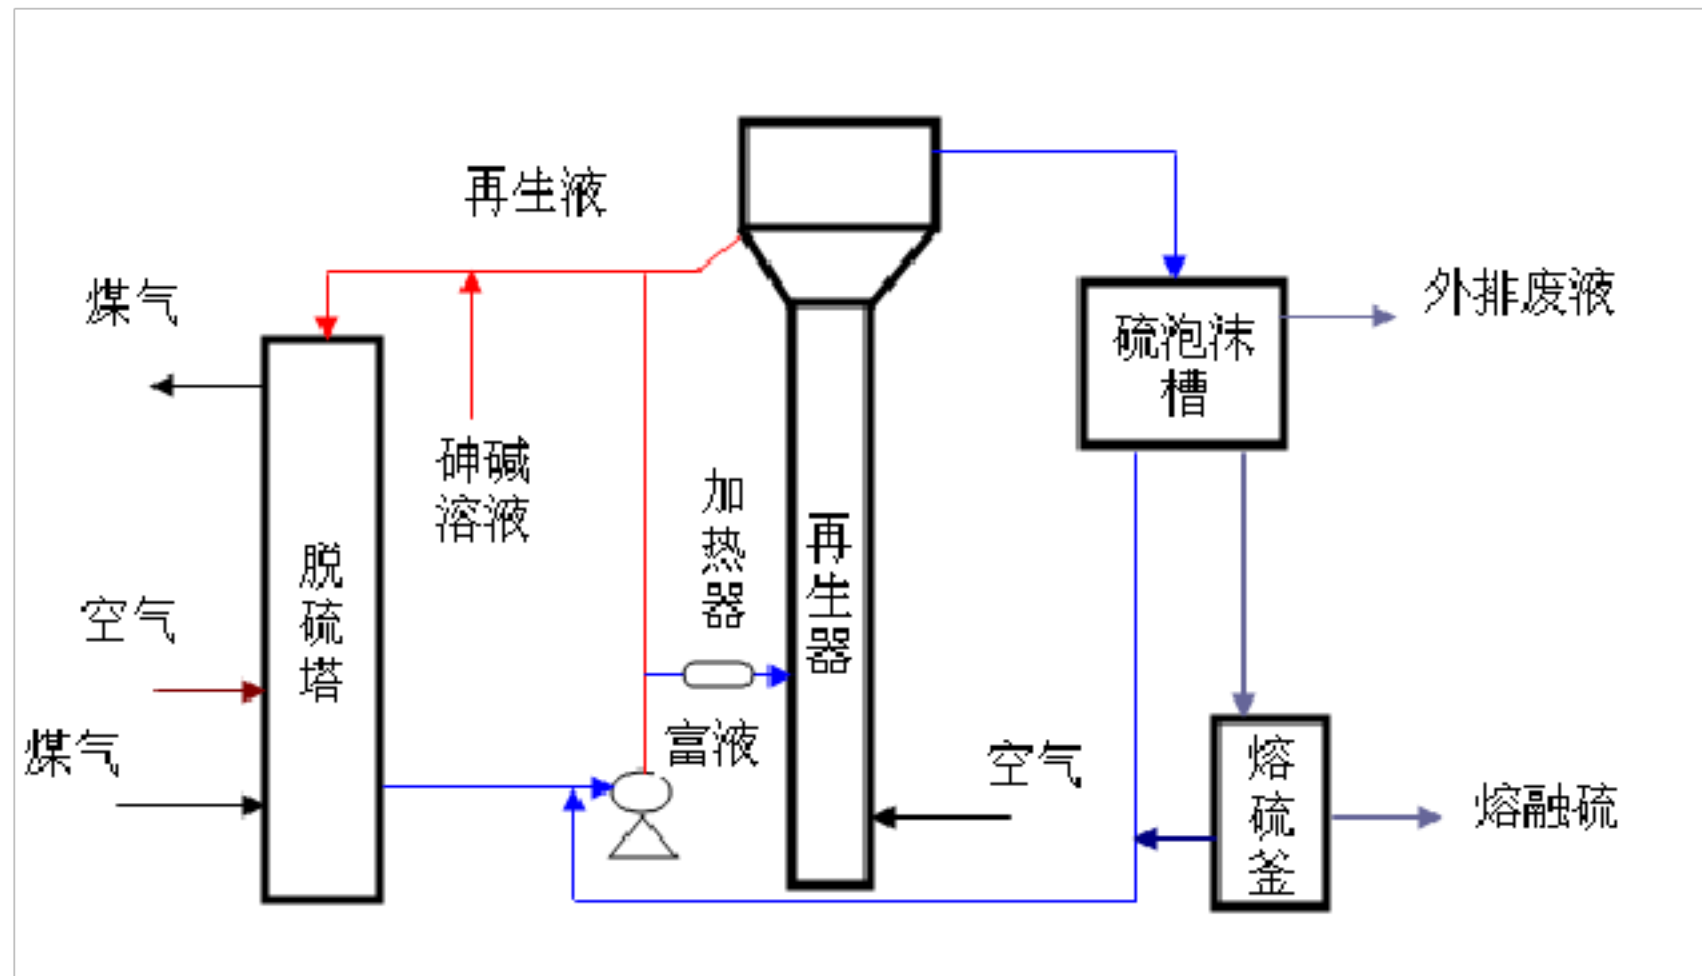 再生液
煤气
外排废液
硫泡沫
槽
砷碱
溶液
加
热
器
再
生
器
脱
硫
塔
空气
富液
煤气
空气
熔
硫
釜
熔融硫